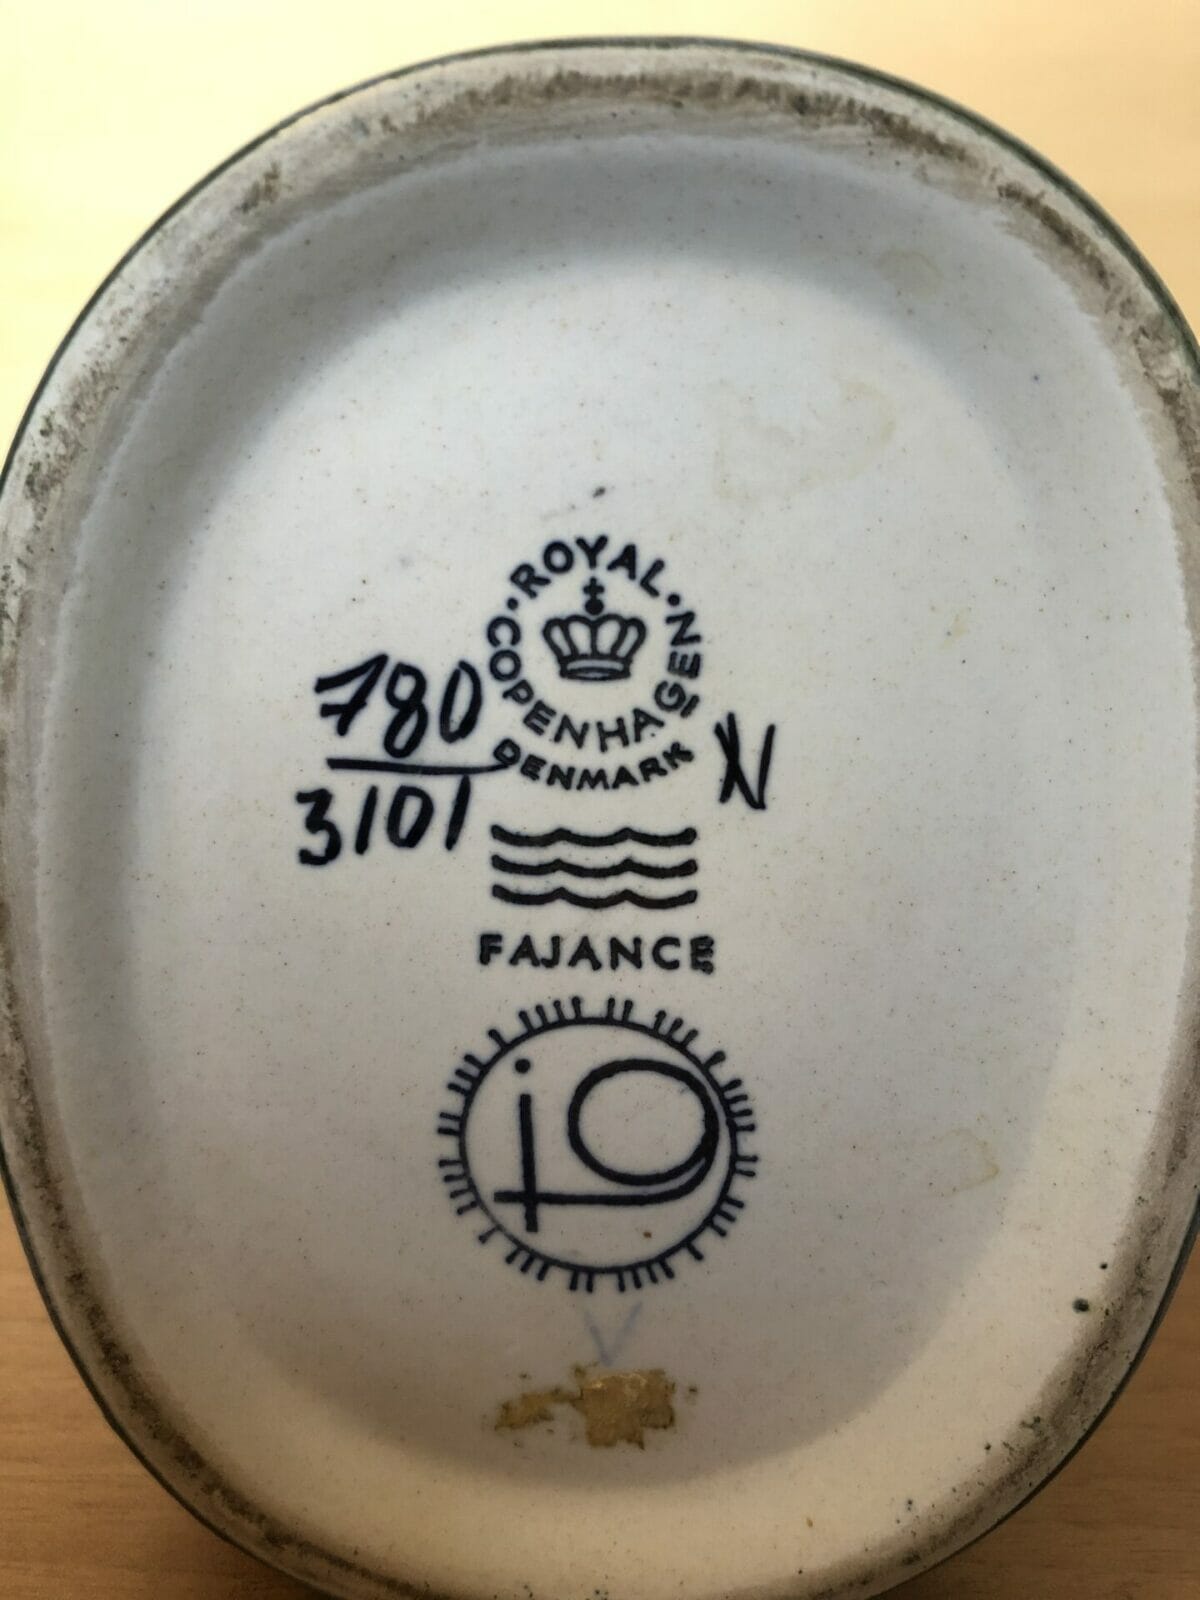 ROYAL
COPENHAGEN
DENMARK
780
3101
N
FAJANCE